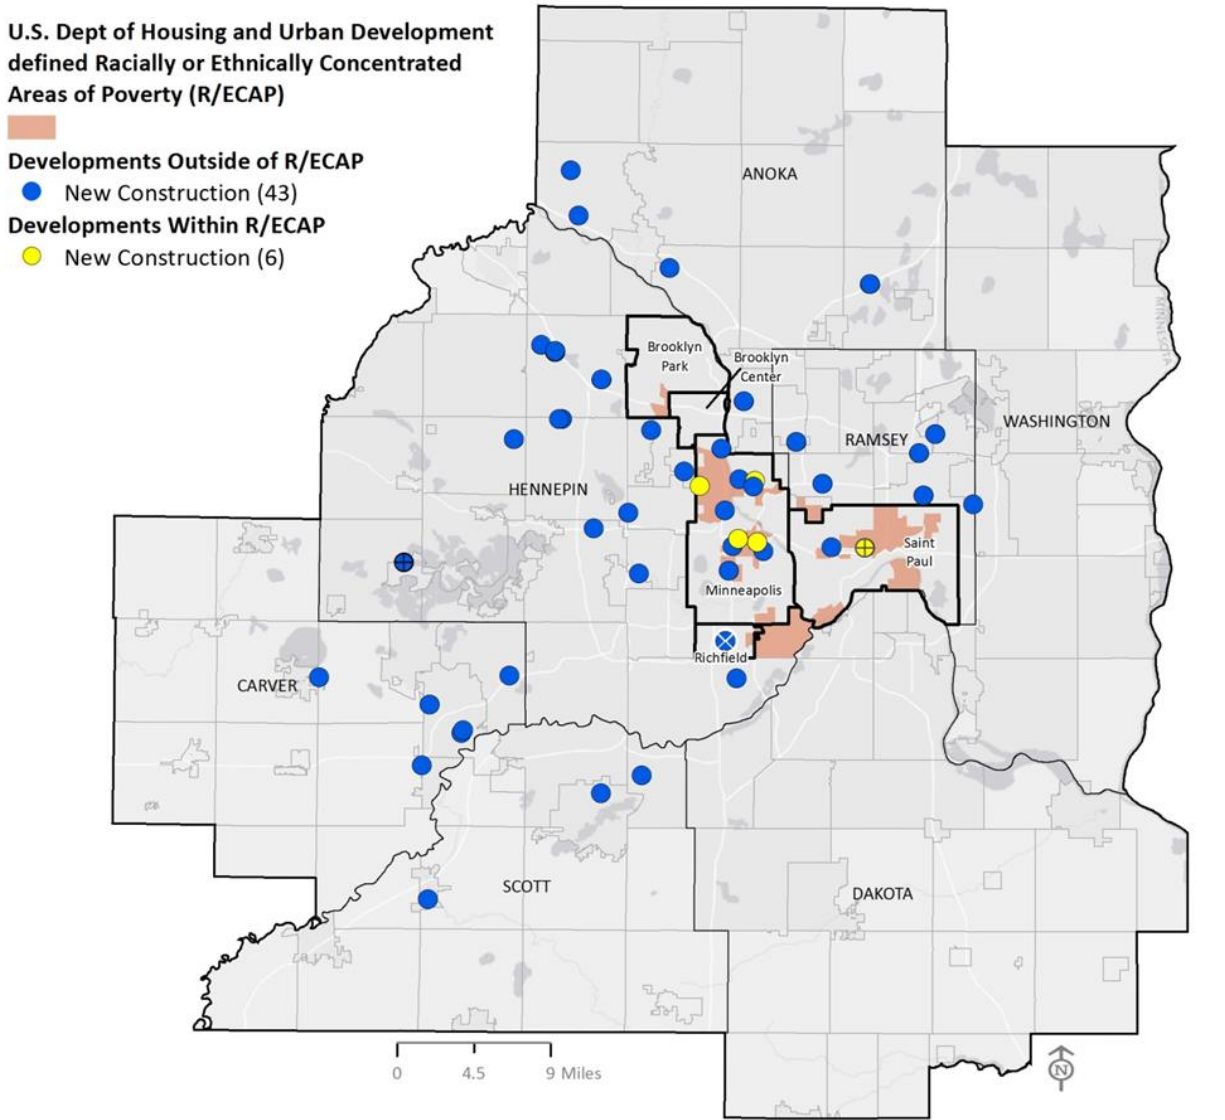 U.S. Dept of Housing and Urban Development
defined Racially or Ethnically Concentrated
Areas of Poverty (R/ECAP)
Developments Outside of R/ECAP
New Construction (43)
Developments Within R/ECAP
New Construction (6)
ANOKA
MINNESOTA
Brooklyn
Park
Brooklyn
Center
WASHINGTON
RAMSEY
HENNEPIN
Saint
Paul
Minneapolis
Richfield
CARVER
SCOTT
DAKOTA
0 4.5 9 Miles
N